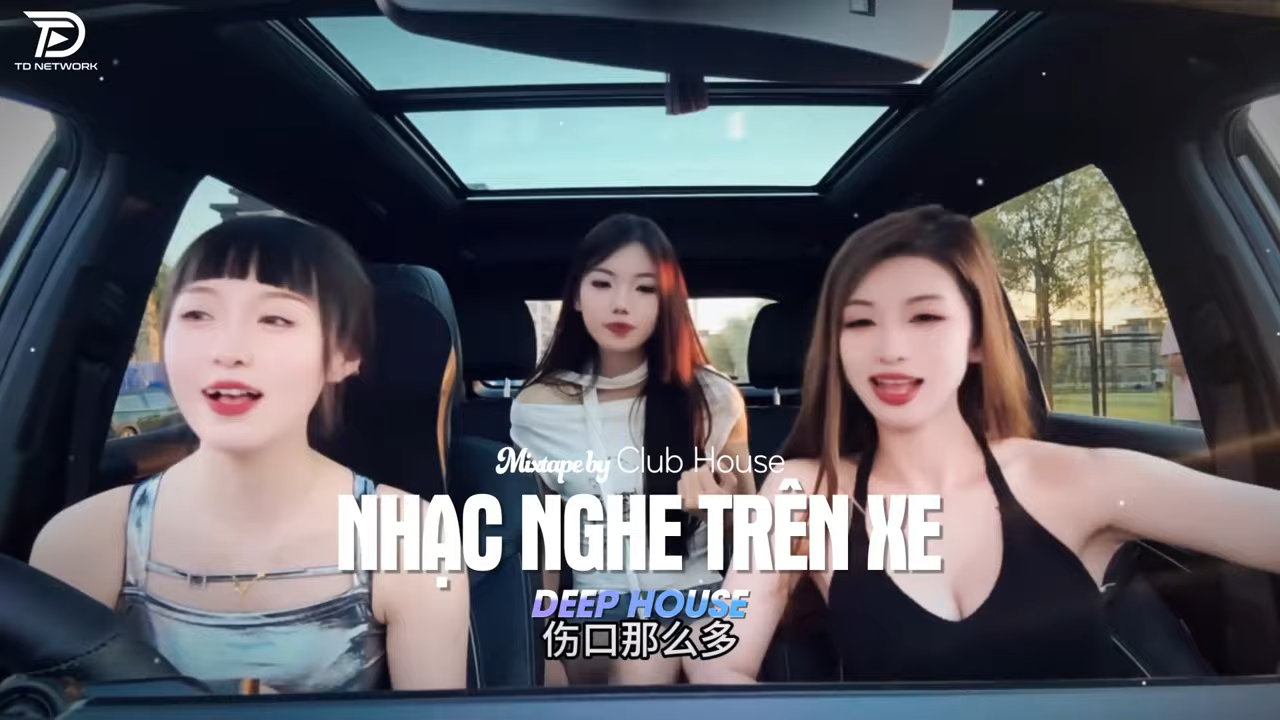 TD NETWORK
Mixtape by Club House
NHẠC NGHE TRÊN XE
DEEP HOUSE
伤口那么多